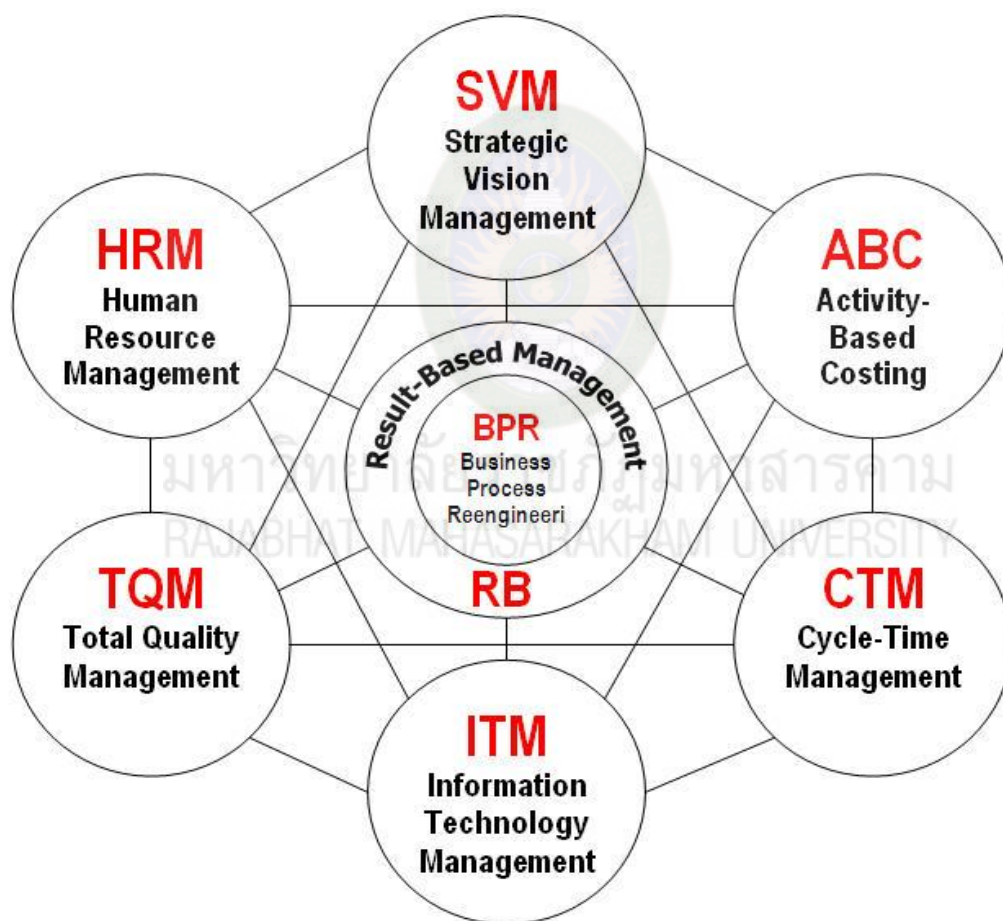 SVM
Strategic
Vision
Management
HRM
Human
Resource
Management
ABC
Activity-
Based
Costing
Result-Based Management
BPR
Business
Process
Reengineeri
RB
มหาวิทยาลัยราชภัฏมหาสารคาม
RAJABHAT MAHASARAKHAM UNIVERSITY
TQM
Total Quality
Management
CTM
Cycle-Time
Management
ITM
Information
Technology
Management